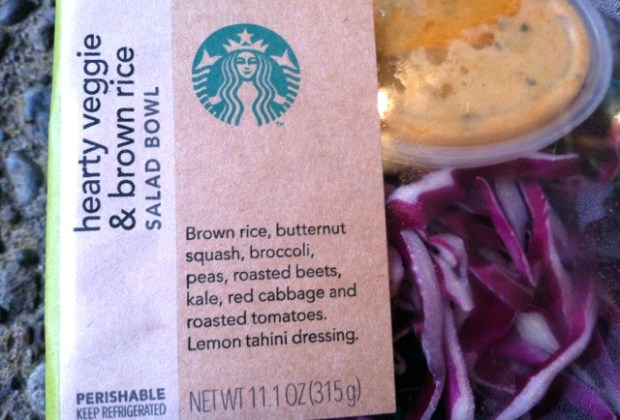 hearty veggie
& brown rice
SALAD BOWL
TM
Brown rice, butternut
squash, broccoli,
peas, roasted beets,
kale, red cabbage and
roasted tomatoes.
Lemon tahini dressing.
PERISHABLE
KEEP REFRIGERATED
NET WT 11.1 OZ (315 g)